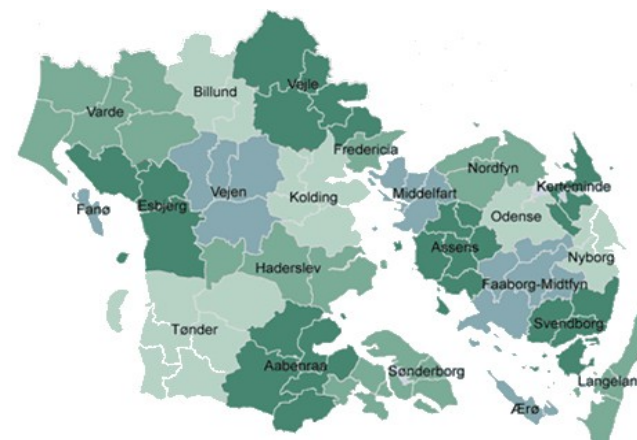 Billund
Vejle
Varde
Fredericia
Nordfyn
Vejen
Kolding
Middelfart
Kerteminde
Fanø
Esbjerg
Odense
Assens
Nyborg
Haderslev
Faaborg-Midtfyn
Tønder
Svendborg
Aabenraa
Sønderborg
Langelan
Ærø